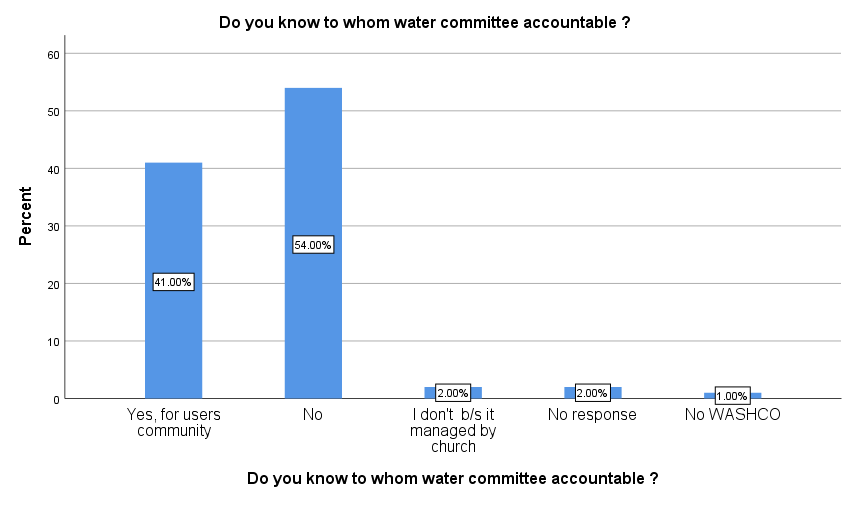 Do you know to whom water committee accountable ?
Percent
60
50
40
30
20
10
0
41.00%
54.00%
2.00%
2.00%
1.00%
Yes, for users
community
No
I don't b/s it
managed by
church
No response
No WASHCO
Do you know to whom water committee accountable ?